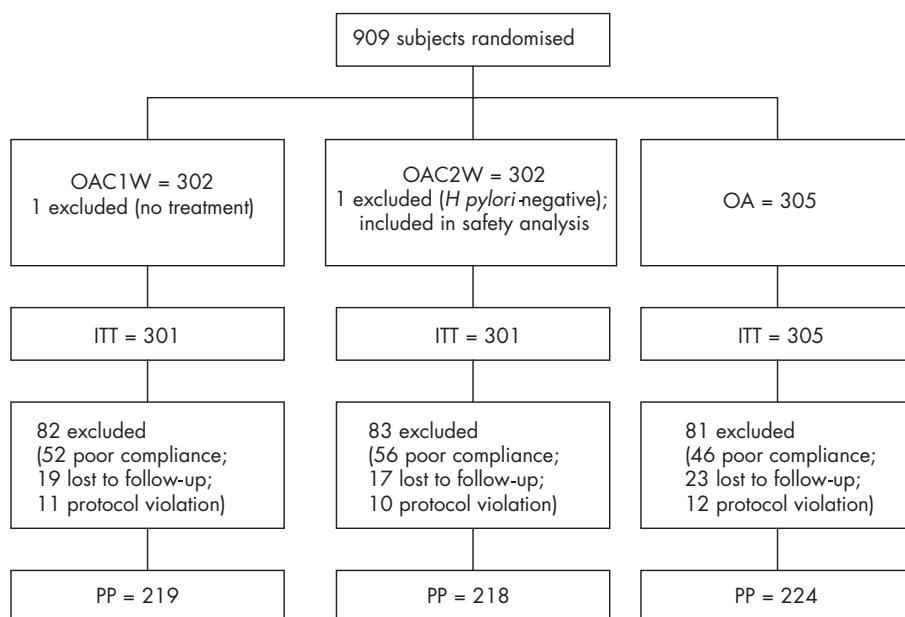 909 subjects randomised
OAC1W = 302
1 excluded (no treatment)
OAC2W = 302
1 excluded (H pylori-negative);
included in safety analysis
OA = 305
ITT = 301
ITT = 301
ITT = 305
82 excluded
(52 poor compliance;
19 lost to follow-up;
11 protocol violation)
83 excluded
(56 poor compliance;
17 lost to follow-up;
10 protocol violation)
81 excluded
(46 poor compliance;
23 lost to follow-up;
12 protocol violation)
PP = 219
PP = 218
PP = 224